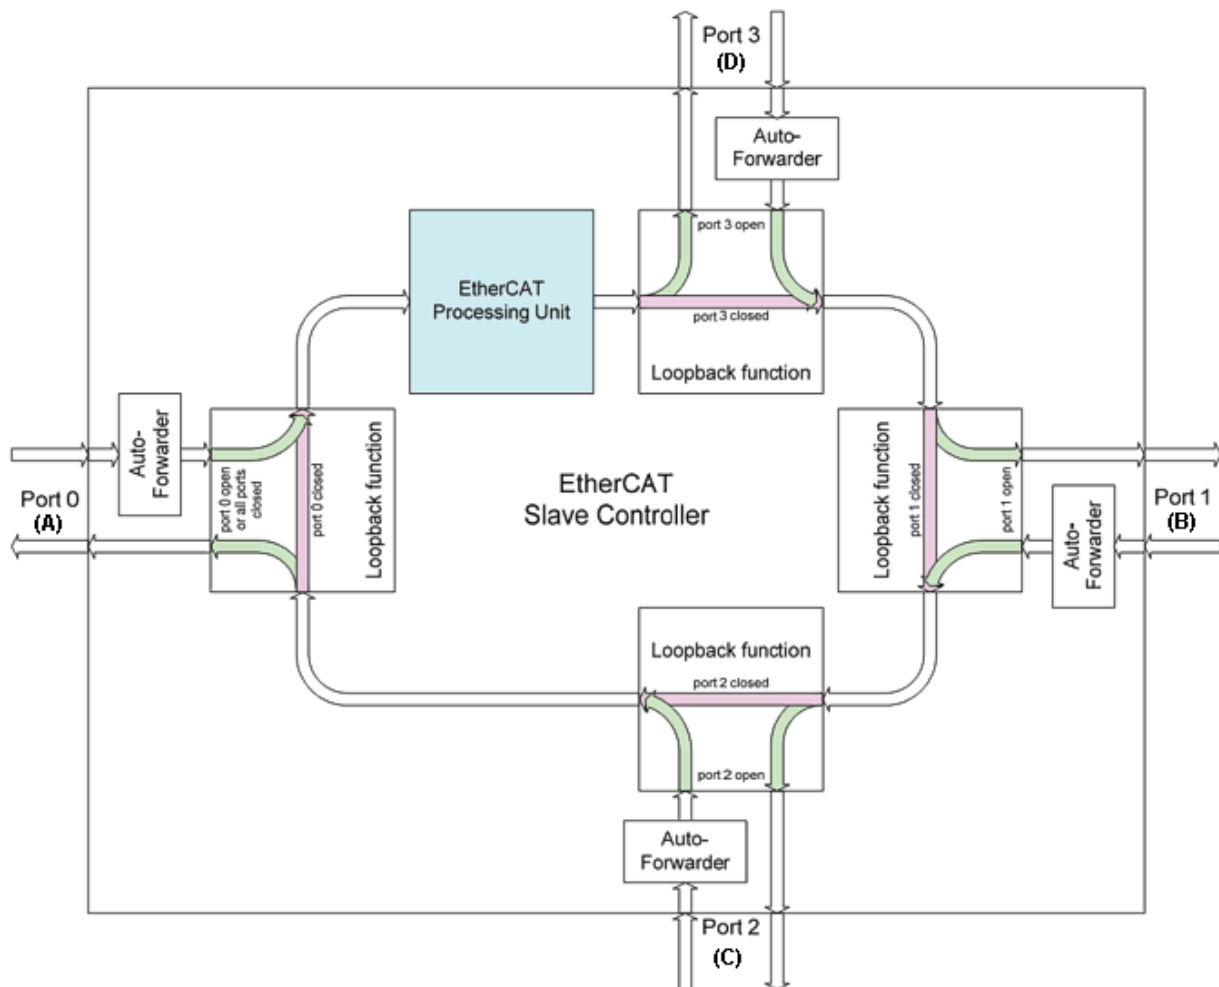 Port 3
(D)
Auto-
Forwarder
port 3 open
EtherCAT
Processing Unit
port 3 closed
Loopback function
Auto-
Forwarder
Port 0
(A)
port 0 open
or all ports
closed
port 0 closed
Loopback function
EtherCAT
Slave Controller
Loopback function
port 1 closed
port 1 open
Auto-
Forwarder
Port 1
(B)
Loopback function
port 2 closed
port 2 open
Auto-
Forwarder
Port 2
(C)